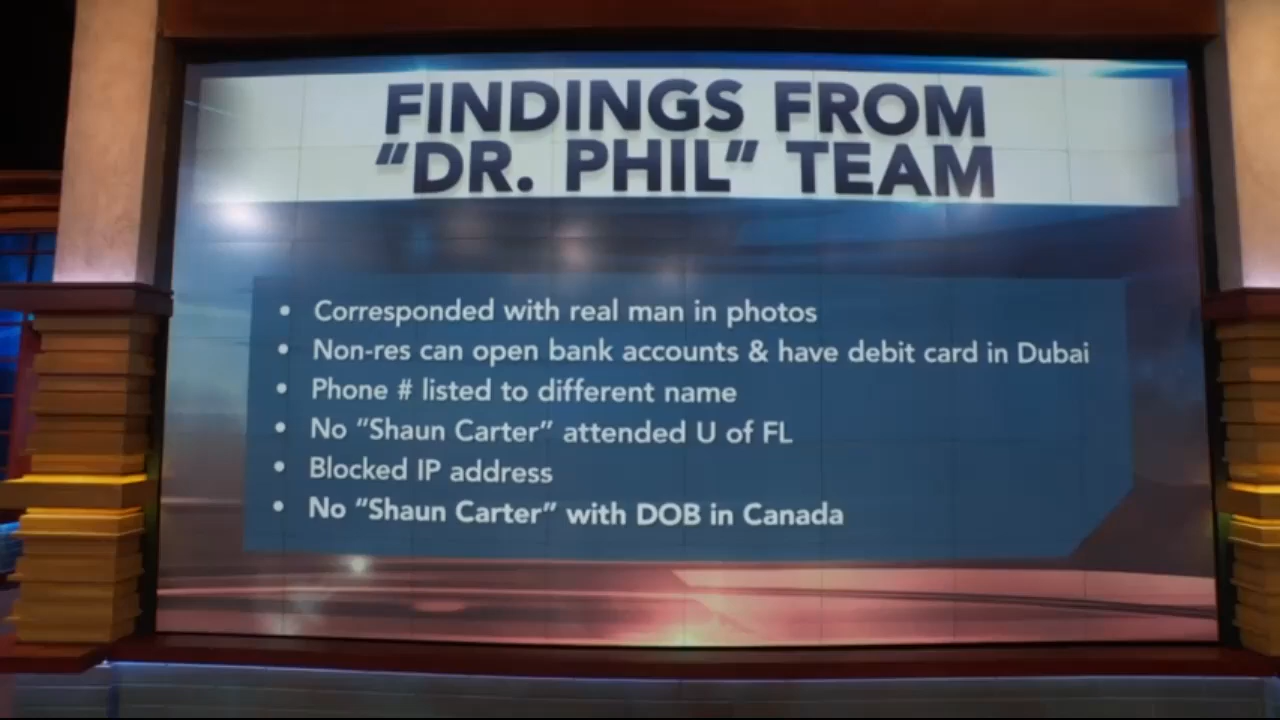 FINDINGS FROM
"DR. PHIL" TEAM
• Corresponded with real man in photos
• Non-res can open bank accounts & have debit card in Dubai
• Phone # listed to different name
• No "Shaun Carter" attended U of FL
• Blocked IP address
• No "Shaun Carter" with DOB in Canada